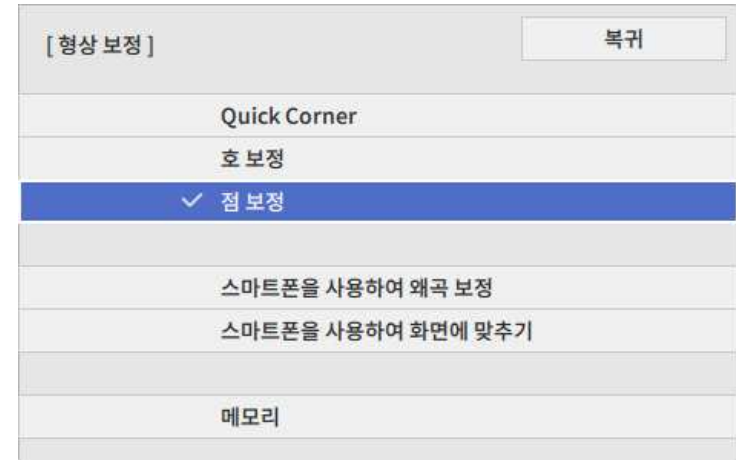 [ 형상 보정 ]
복귀
Quick Corner
호 보정
점 보정
스마트폰을 사용하여 왜곡 보정
스마트폰을 사용하여 화면에 맞추기
메모리